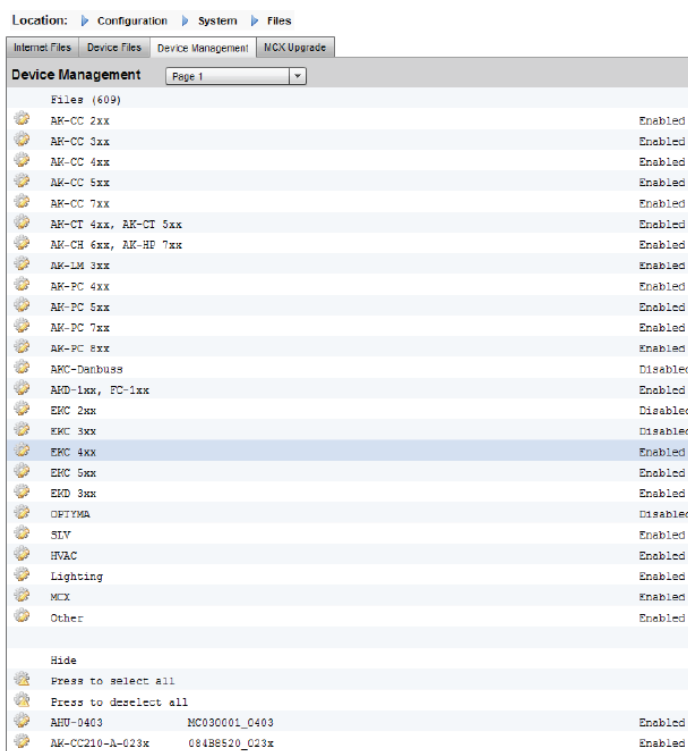 Location: Configuration System Files
Internet Files Device Files Device Management MCX Upgrade
Device Management Page 1
Files (609)
AK-CC 2xx Enabled
AK-CC 3xx Enabled
AK-CC 4xx Enabled
AK-CC 5xx Enabled
AK-CC 7xx Enabled
AK-CT 4xx, AK-CT 5xx Enabled
AK-CH 6xx, AK-HP 7xx Enabled
AK-LM 3xx Enabled
AK-PC 4xx Enabled
AK-PC 5xx Enabled
AK-PC 7xx Enabled
AK-PC 8xx Enabled
AKC-Danbuss Disabled
AKD-1xx, FC-1xx Enabled
EKC 2xx Disabled
EKC 3xx Disabled
EKC 4xx Enabled
EKC 5xx Enabled
EKD 3xx Enabled
OPTYMA Disabled
SLV Enabled
HVAC Enabled
Lighting Enabled
MCX Enabled
Other Enabled
Hide
Press to select all
Press to deselect all
AHU-0403 MC030001_0403 Enabled
AK-CC210-A-023x 084B8520_023x Enabled